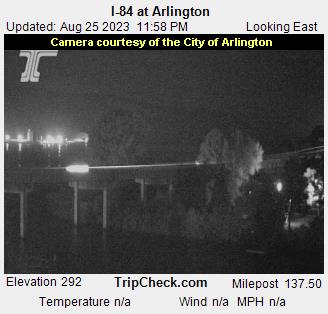 I-84 at Arlington
Updated: Aug 25 2023 11:58 PM Looking East
Camera courtesy of the City of Arlington
Elevation 292 TripCheck.com Milepost 137.50
Temperature n/a Wind n/a MPH n/a